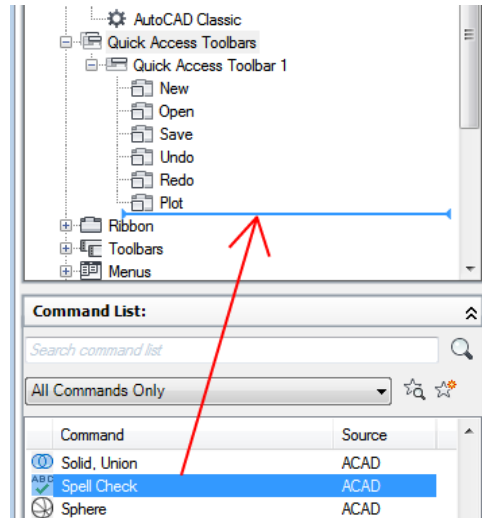 AutoCAD Classic
Quick Access Toolbars
Quick Access Toolbar 1
New
Open
Save
Undo
Redo
Plot
Ribbon
Toolbars
Menus
Command List:
Search command list
All Commands Only
Command Source
Solid, Union ACAD
ABC Spell Check ACAD
Sphere ACAD